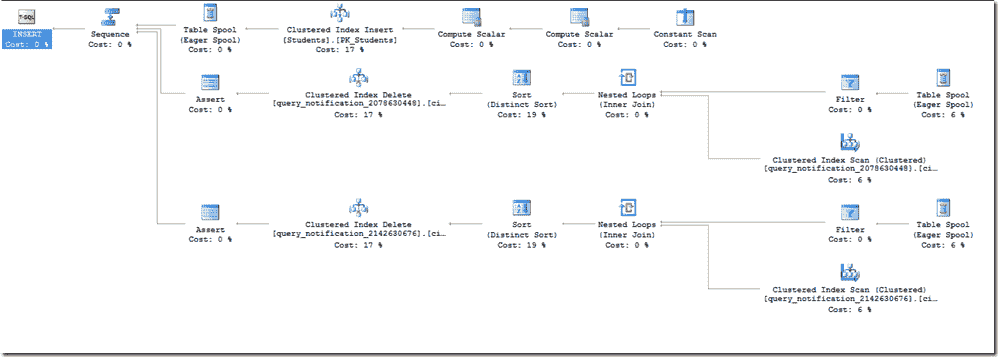 T-SQL
INSERT
Cost: 0 %
Sequence
Cost: 0 %
Table Spool
(Eager Spool)
Cost: 0 %
Clustered Index Insert
[Students].[PK_Students]
Cost: 17 %
Compute Scalar
Cost: 0 %
Compute Scalar
Cost: 0 %
Constant Scan
Cost: 0 %
Assert
Cost: 0 %
Clustered Index Delete
[query_notification_2078630448].[ci…
Cost: 17 %
Sort
(Distinct Sort)
Cost: 19 %
Nested Loops
(Inner Join)
Cost: 0 %
Filter
Cost: 0 %
Table Spool
(Eager Spool)
Cost: 6 %
Clustered Index Scan (Clustered)
[query_notification_2078630448].[ci…
Cost: 6 %
Assert
Cost: 0 %
Clustered Index Delete
[query_notification_2142630676].[ci…
Cost: 17 %
Sort
(Distinct Sort)
Cost: 19 %
Nested Loops
(Inner Join)
Cost: 0 %
Filter
Cost: 0 %
Table Spool
(Eager Spool)
Cost: 6 %
Clustered Index Scan (Clustered)
[query_notification_2142630676].[ci…
Cost: 6 %